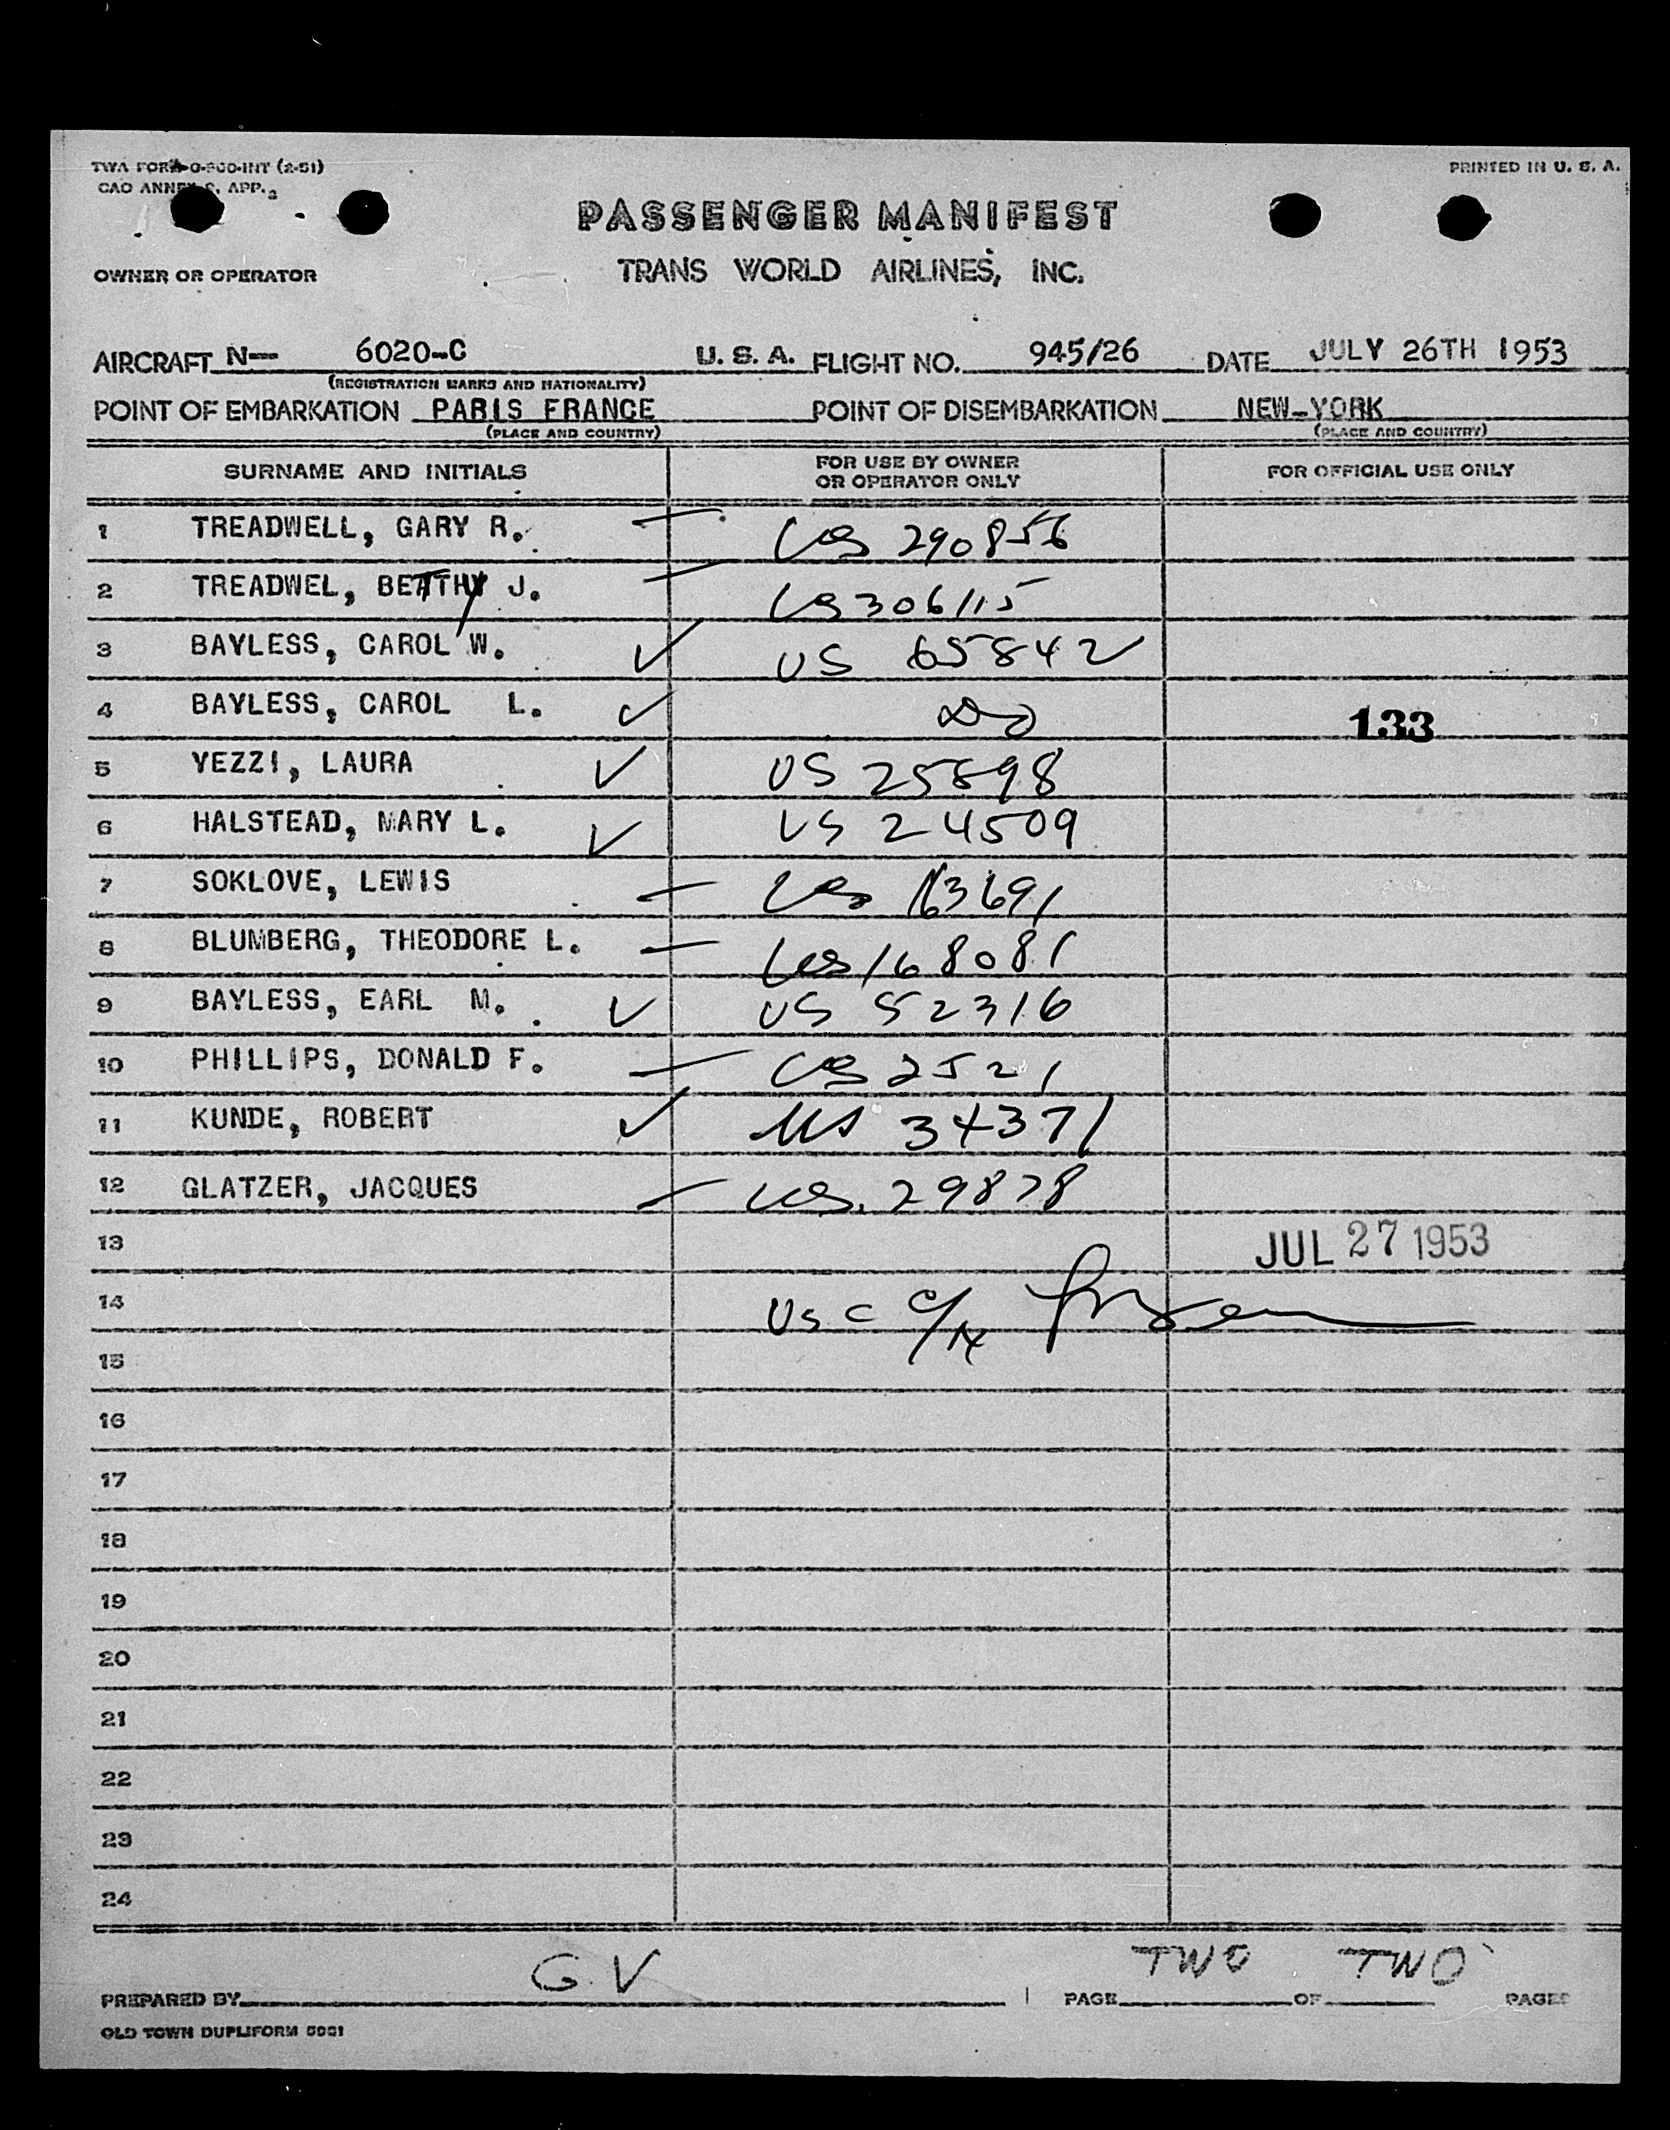 TWA FORM O-900-INT (2-51)
PRINTED IN U. S. A.
CAO ANNEX 9, APP. 2
PASSENGER MANIFEST
OWNER OR OPERATOR
TRANS WORLD AIRLINES, INC.
AIRCRAFT N-- 6020-C U. S. A. FLIGHT NO. 945/26 DATE JULY 26TH 1953
(REGISTRATION MARKS AND NATIONALITY)
POINT OF EMBARKATION PARIS FRANCE POINT OF DISEMBARKATION NEW-YORK
(PLACE AND COUNTRY) (PLACE AND COUNTRY)
SURNAME AND INITIALS FOR USE BY OWNER OR OPERATOR ONLY FOR OFFICIAL USE ONLY
1 TREADWELL, GARY R. — US 290856
2 TREADWEL, BETTY J. — US 306115
3 BAYLESS, CAROL W. ✓ US 65842
4 BAYLESS, CAROL L. ✓ Do 133
5 YEZZI, LAURA ✓ US 25898
6 HALSTEAD, MARY L. ✓ US 24509
7 SOKLOVE, LEWIS — US 163691
8 BLUMBERG, THEODORE L. — US 168081
9 BAYLESS, EARL M. ✓ US 52316
10 PHILLIPS, DONALD F. — US 2521
11 KUNDE, ROBERT ✓ US 34371
12 GLATZER, JACQUES — US. 29878
13 JUL 27 1953
14 USC
15
16
17
18
19
20
21
22
23
24
PREPARED BY G.V PAGE TWO OF TWO PAGES
OLD TOWN DUPLIFORM 5001